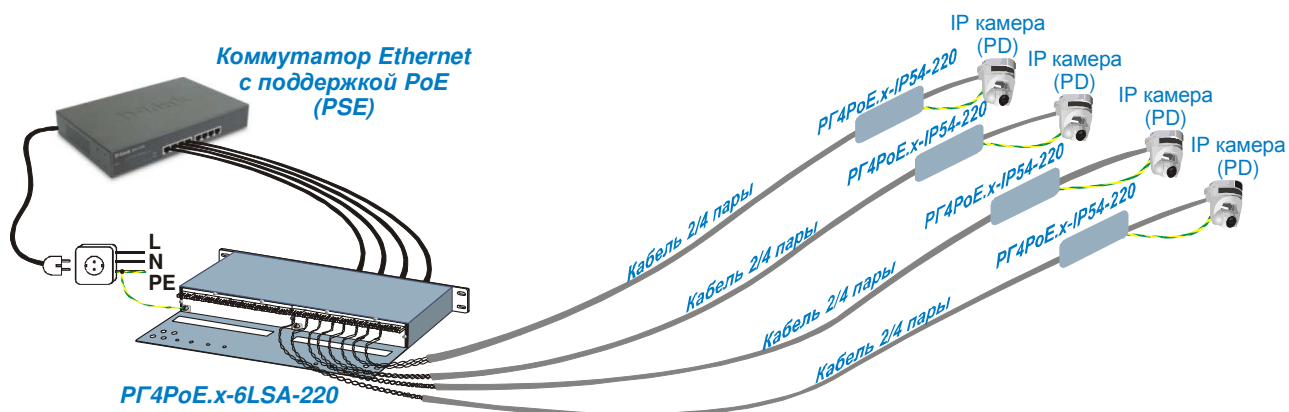 Коммутатор Ethernet
с поддержкой PoE
(PSE)
D-Link
L
N
PE
РГ4PoE.x-6LSA-220
Кабель 2/4 пары
Кабель 2/4 пары
Кабель 2/4 пары
Кабель 2/4 пары
РГ4PoE.x-IP54-220
РГ4PoE.x-IP54-220
РГ4PoE.x-IP54-220
РГ4PoE.x-IP54-220
IP камера
(PD)
IP камера
(PD)
IP камера
(PD)
IP камера
(PD)